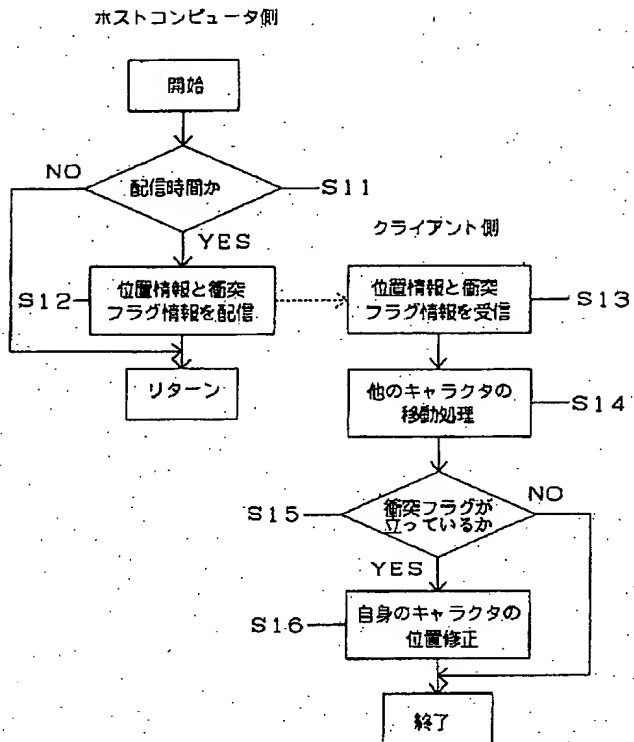 ホストコンピュータ側
開始
NO
配信時間か
S11
YES
クライアント側
S12
位置情報と衝突
フラグ情報を配信
位置情報と衝突
フラグ情報を受信
S13
リターン
他のキャラクタの
移動処理
S14
S15
衝突フラグが
立っているか
NO
YES
S16
自身のキャラクタの
位置修正
終了